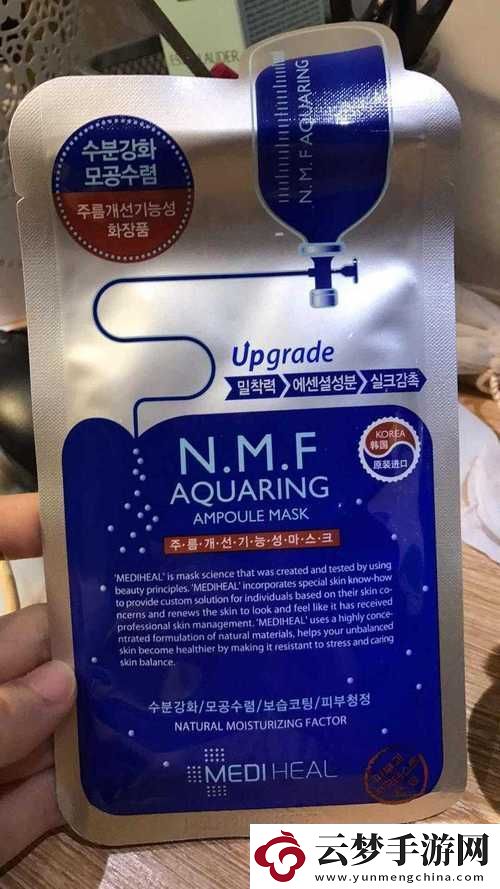 LAUDER
N.M.F AQUARING
수분강화
모공수렴
주름개선기능성
화장품
Upgrade
밀착력
에센셜성분
실크감촉
N.M.F
AQUARING
AMPOULE MASK
KOREA
韩国
原装进口
주·름·개·선·기·능·성·마·스·크
'MEDIHEAL' is mask science that was created and tested by using
beauty principles. 'MEDIHEAL' incorporates special skin know-how
to provide custom solution for individuals based on their skin co-
ncerns and renews the skin to look and feel like it has received
professional skin management. 'MEDIHEAL' uses a highly conce-
ntrated formulation of natural materials, helps your unbalanced
skin become healthier by making it resistant to stress and caring
skin balance.
수분강화/모공수렴/보습코팅/피부청정
NATURAL MOISTURIZING FACTOR
MEDIHEAL
云梦手游网
www.yunmengchina.com